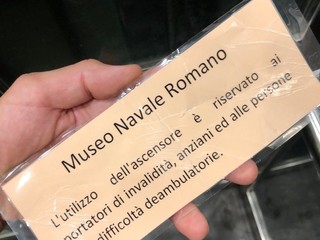 Museo Navale Romano
L'utilizzo dell'ascensore è riservato ai
portatori di invalidità, anziani ed alle persone
difficoltà deambulatorie.